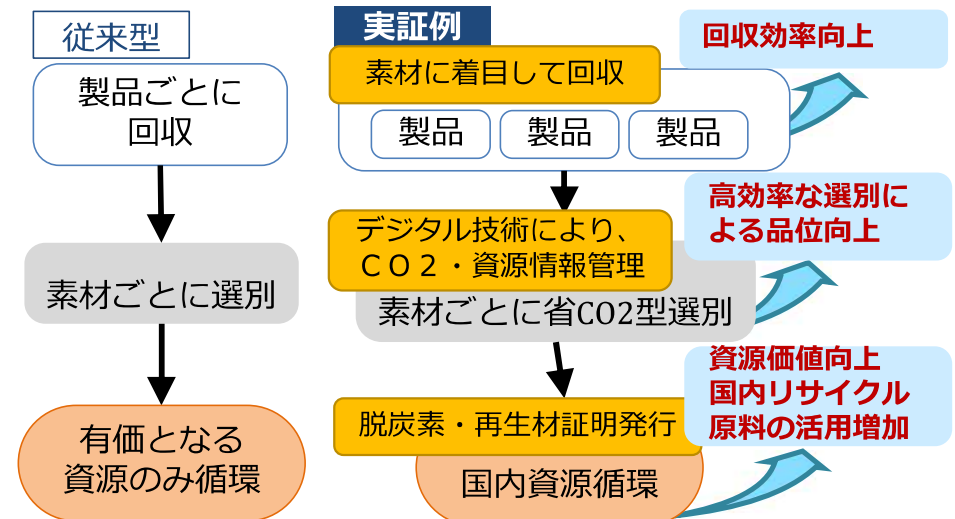 従来型
製品ごとに
回収
素材ごとに選別
有価となる
資源のみ循環
実証例
素材に着目して回収
製品 製品 製品
回収効率向上
デジタル技術により、
CO2・資源情報管理
素材ごとに省CO2型選別
高効率な選別に
よる品位向上
脱炭素・再生材証明発行
国内資源循環
資源価値向上
国内リサイクル
原料の活用増加